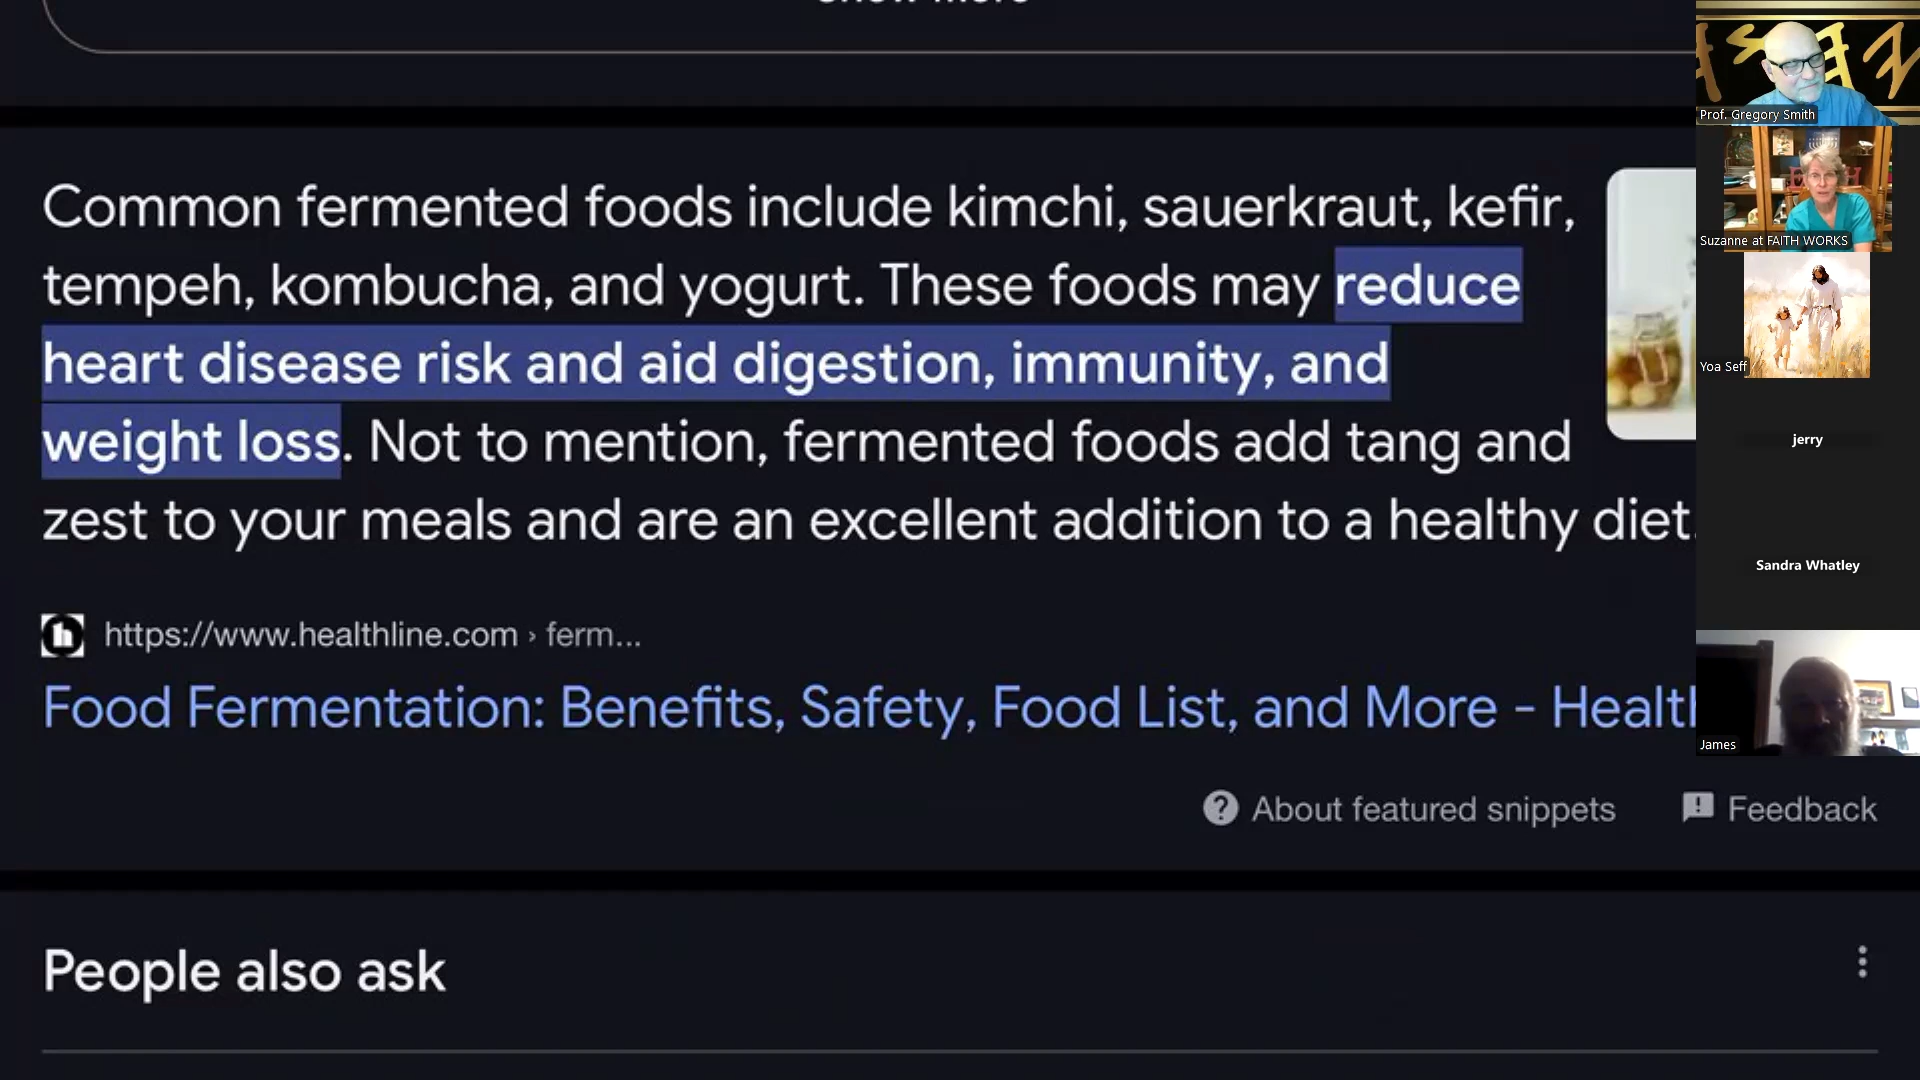 Show more
Common fermented foods include kimchi, sauerkraut, kefir,
tempeh, kombucha, and yogurt. These foods may reduce
heart disease risk and aid digestion, immunity, and
weight loss. Not to mention, fermented foods add tang and
zest to your meals and are an excellent addition to a healthy diet.
https://www.healthline.com › ferm...
Food Fermentation: Benefits, Safety, Food List, and More - Healt
About featured snippets
Feedback
People also ask
Prof. Gregory Smith
Suzanne at FAITH WORKS
Yoa Seff
jerry
Sandra Whatley
James